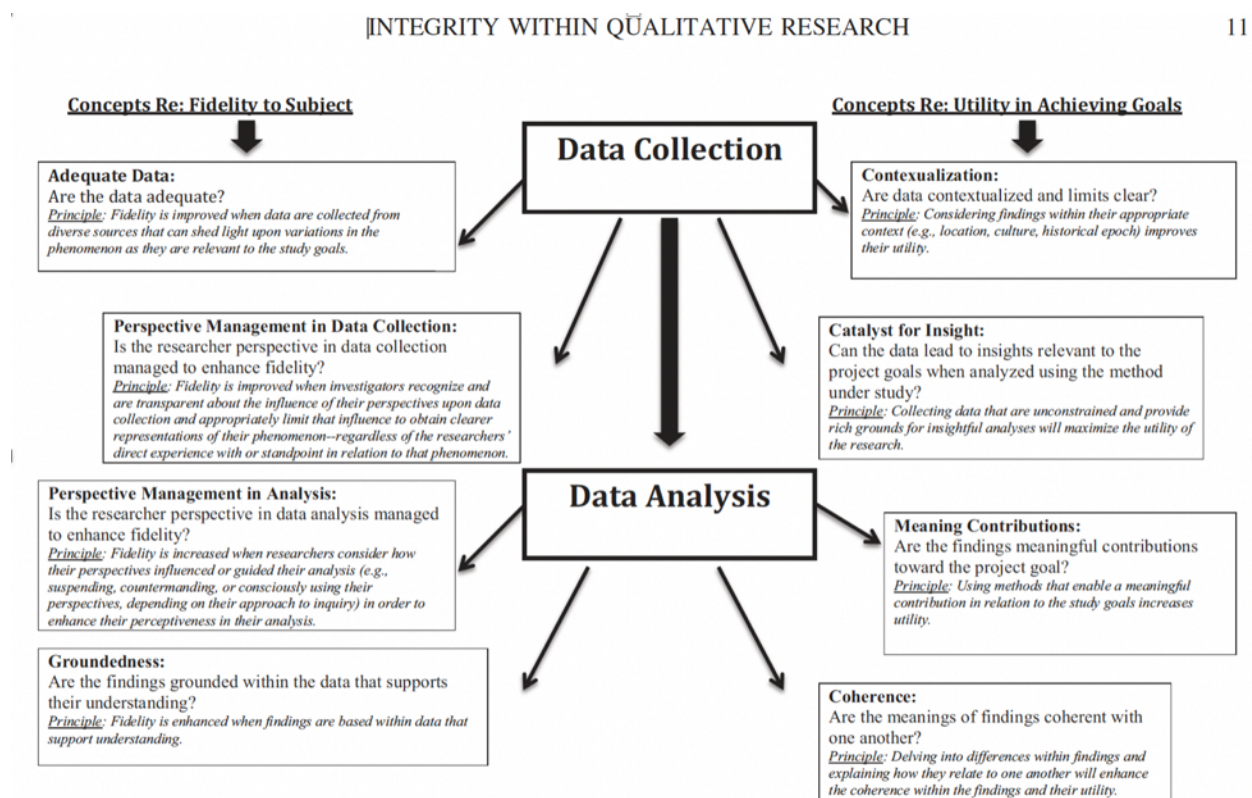 INTEGRITY WITHIN QUALITATIVE RESEARCH 11
Concepts Re: Fidelity to Subject
Adequate Data:
Are the data adequate?
Principle: Fidelity is improved when data are collected from
diverse sources that can shed light upon variations in the
phenomenon as they are relevant to the study goals.
Perspective Management in Data Collection:
Is the researcher perspective in data collection
managed to enhance fidelity?
Principle: Fidelity is improved when investigators recognize and
are transparent about the influence of their perspectives upon data
collection and appropriately limit that influence to obtain clearer
representations of their phenomenon--regardless of the researchers'
direct experience with or standpoint in relation to that phenomenon.
Perspective Management in Analysis:
Is the researcher perspective in data analysis managed
to enhance fidelity?
Principle: Fidelity is increased when researchers consider how
their perspectives influenced or guided their analysis (e.g.,
suspending, countermanding, or consciously using their
perspectives, depending on their approach to inquiry) in order to
enhance their perceptiveness in their analysis.
Groundedness:
Are the findings grounded within the data that supports
their understanding?
Principle: Fidelity is enhanced when findings are based within data that
support understanding.
Data Collection
Data Analysis
Concepts Re: Utility in Achieving Goals
Contexualization:
Are data contextualized and limits clear?
Principle: Considering findings within their appropriate
context (e.g., location, culture, historical epoch) improves
their utility.
Catalyst for Insight:
Can the data lead to insights relevant to the
project goals when analyzed using the method
under study?
Principle: Collecting data that are unconstrained and provide
rich grounds for insightful analyses will maximize the utility of
the research.
Meaning Contributions:
Are the findings meaningful contributions
toward the project goal?
Principle: Using methods that enable a meaningful
contribution in relation to the study goals increases
utility.
Coherence:
Are the meanings of findings coherent with
one another?
Principle: Delving into differences within findings and
explaining how they relate to one another will enhance
the coherence within the findings and their utility.